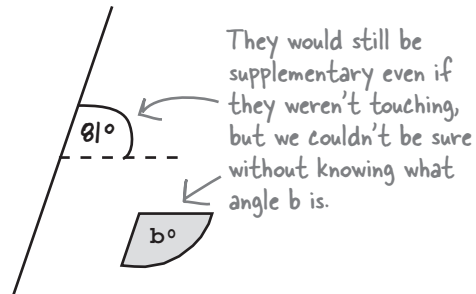 They would still be
supplementary even if
they weren't touching,
but we couldn't be sure
without knowing what
angle b is.
81°
b°